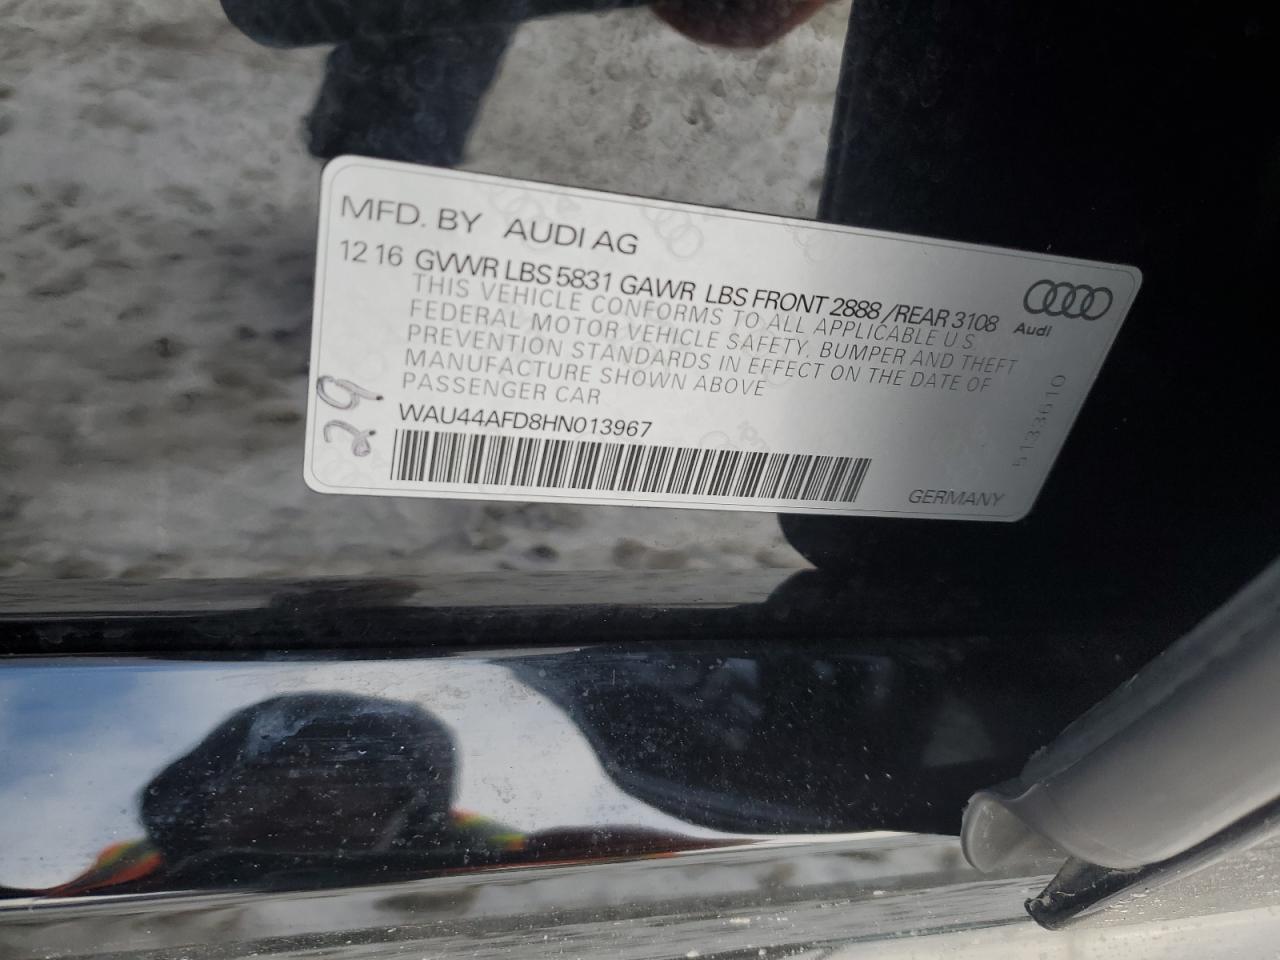 MFD. BY AUDI AG
12 16 GVWR LBS 5831 GAWR LBS FRONT 2888 /REAR 3108
THIS VEHICLE CONFORMS TO ALL APPLICABLE U.S.
FEDERAL MOTOR VEHICLE SAFETY, BUMPER AND THEFT
PREVENTION STANDARDS IN EFFECT ON THE DATE OF
MANUFACTURE SHOWN ABOVE
PASSENGER CAR
WAU44AFD8HN013967
Audi
5133610
GERMANY
29